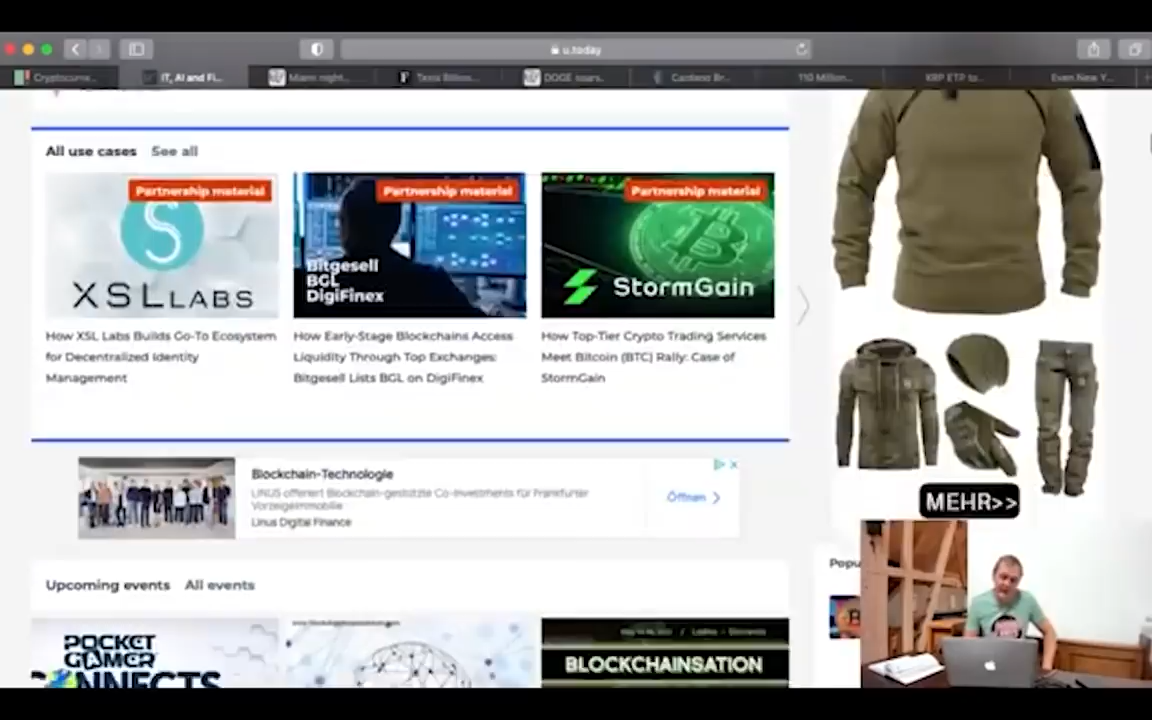 u.today
Cryptocurre...
IT, AI and Fi...
Miami night...
Texas Billion...
DOGE soars...
Cardano Br...
110 Million...
XRP ETP to...
Even New Y...
All use cases See all
Partnership material
Partnership material
Partnership material
S
XSL LABS
Bitgesell
BGL
DigiFinex
StormGain
How XSL Labs Builds Go-To Ecosystem
for Decentralized Identity
Management
How Early-Stage Blockchains Access
Liquidity Through Top Exchanges:
Bitgesell Lists BGL on DigiFinex
How Top-Tier Crypto Trading Services
Meet Bitcoin (BTC) Rally: Case of
StormGain
MEHR>>
Blockchain-Technologie
LINUS offeriert Blockchain-gestützte Co-Investments für Frankfurter
Vorzeigeimmobilie
Linus Digital Finance
Öffnen
Upcoming events All events
Popu
POCKET
GAMER
CONNECTS
BLOCKCHAINSATION